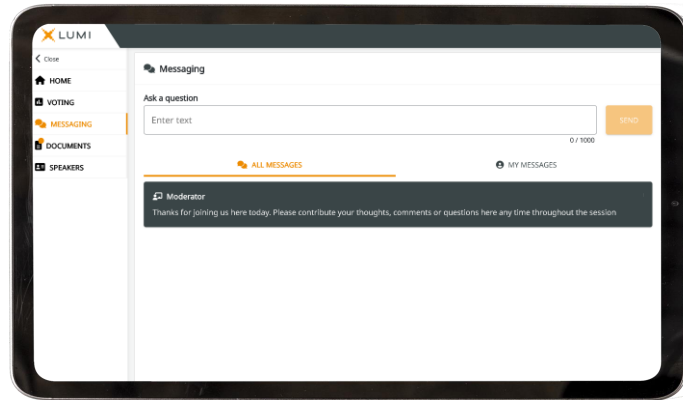 LUMI
Close
HOME
VOTING
MESSAGING
DOCUMENTS
SPEAKERS
Messaging
Ask a question
Enter text
SEND
0 / 1000
ALL MESSAGES
MY MESSAGES
Moderator
Thanks for joining us here today. Please contribute your thoughts, comments or questions here any time throughout the session